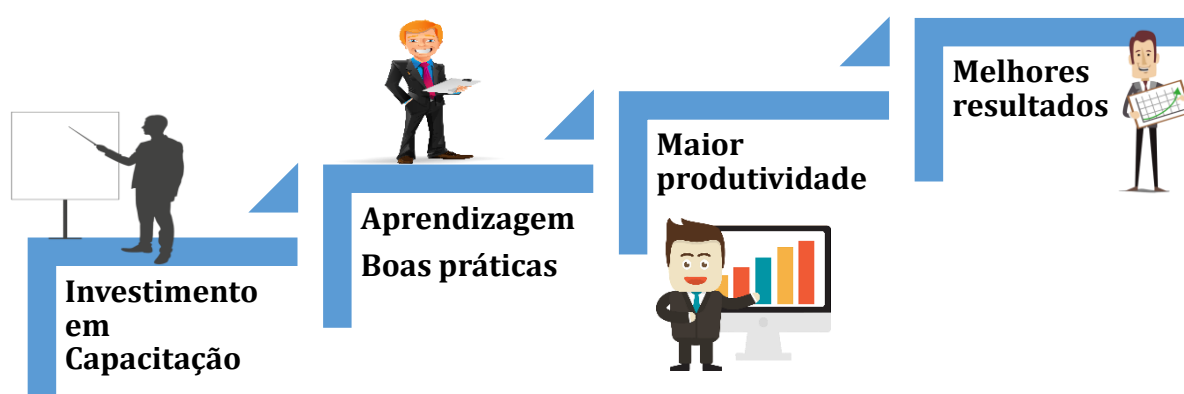 Investimento
em
Capacitação
Aprendizagem
Boas práticas
Maior
produtividade
Melhores
resultados